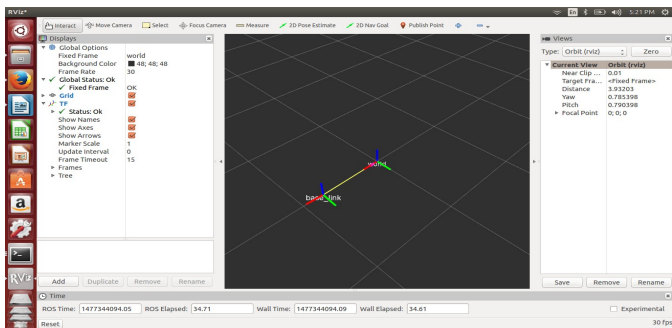 RViz*
En
5:21 PM
Interact Move Camera Select Focus Camera Measure 2D Pose Estimate 2D Nav Goal Publish Point
Displays
Global Options
Fixed Frame world
Background Color 48; 48; 48
Frame Rate 30
Global Status: Ok
Fixed Frame OK
Grid
TF
Status: Ok
Show Names
Show Axes
Show Arrows
Marker Scale 1
Update Interval 0
Frame Timeout 15
Frames
Tree
Add Duplicate Remove Rename
world
base_link
Views
Type: Orbit (rviz) Zero
Current View Orbit (rviz)
Near Clip ... 0.01
Target Fra... <Fixed Frame>
Distance 3.93203
Yaw 0.785398
Pitch 0.790398
Focal Point 0; 0; 0
Save Remove Rename
a
RViz
Time
ROS Time: 1477344094.05 ROS Elapsed: 34.71 Wall Time: 1477344094.09 Wall Elapsed: 34.61 Experimental
Reset 30 fps